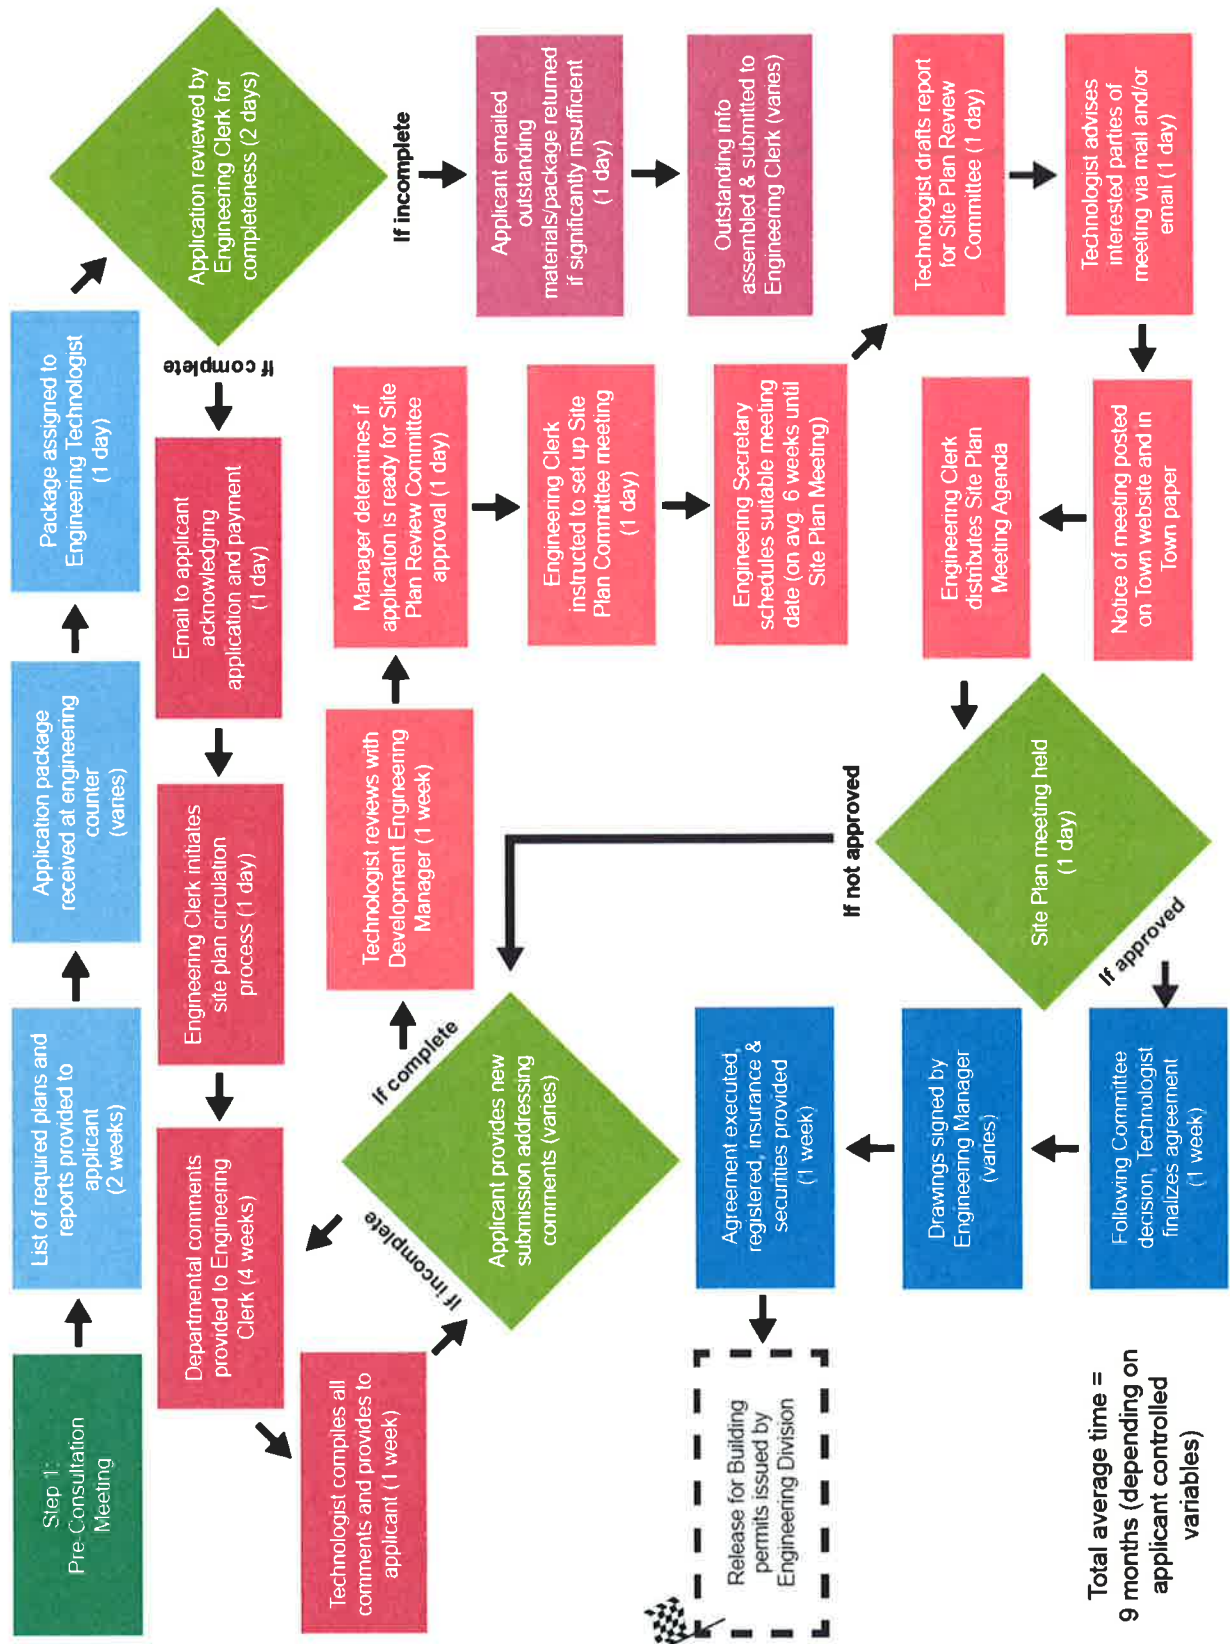 Step 1:
Pre-Consultation
Meeting
List of required plans and
reports provided to
applicant
(2 weeks)
Application package
received at engineering
counter
(varies)
Package assigned to
Engineering Technologist
(1 day)
Application reviewed by
Engineering Clerk for
completeness (2 days)
If incomplete
Applicant emailed
outstanding
materials/package returned
if significantly insufficient
(1 day)
Outstanding info
assembled & submitted to
Engineering Clerk (varies)
If complete
Email to applicant
acknowledging
application and payment
(1 day)
Engineering Clerk initiates
site plan circulation
process (1 day)
Departmental comments
provided to Engineering
Clerk (4 weeks)
Technologist compiles all
comments and provides to
applicant (1 week)
Applicant provides new
submission addressing
comments (varies)
If incomplete
If complete
Technologist reviews with
Development Engineering
Manager (1 week)
Manager determines if
application is ready for Site
Plan Review Committee
approval (1 day)
Engineering Clerk
instructed to set up Site
Plan Committee meeting
(1 day)
Engineering Secretary
schedules suitable meeting
date (on avg. 6 weeks until
Site Plan Meeting)
Technologist drafts report
for Site Plan Review
Committee (1 day)
Technologist advises
interested parties of
meeting via mail and/or
email (1 day)
Notice of meeting posted
on Town website and in
Town paper
Engineering Clerk
distributes Site Plan
Meeting Agenda
Site Plan meeting held
(1 day)
If not approved
If approved
Following Committee
decision, Technologist
finalizes agreement
(1 week)
Drawings signed by
Engineering Manager
(varies)
Agreement executed,
registered, insurance &
securities provided
(1 week)
Release for Building
permits issued by
Engineering Division
Total average time =
9 months (depending on
applicant controlled
variables)